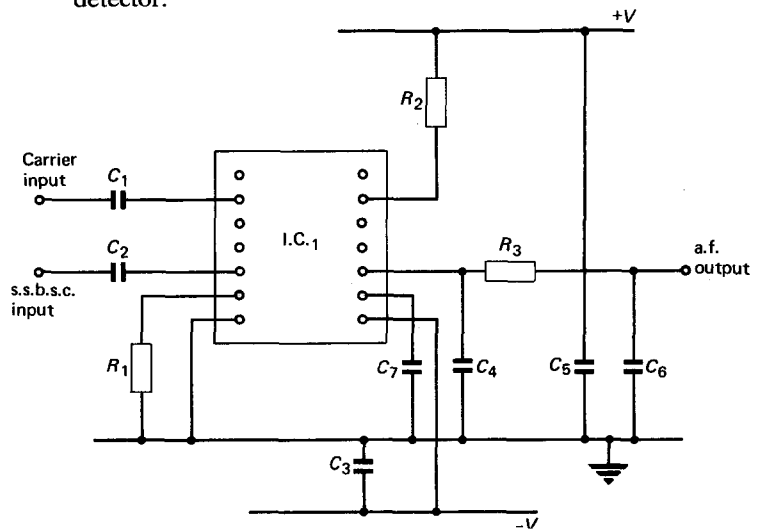 detector.
+V
R2
Carrier
input
C1
I.C.1
C2
s.s.b.s.c.
input
R3
a.f.
output
R1
C7
C4
C5
C6
C3
-V